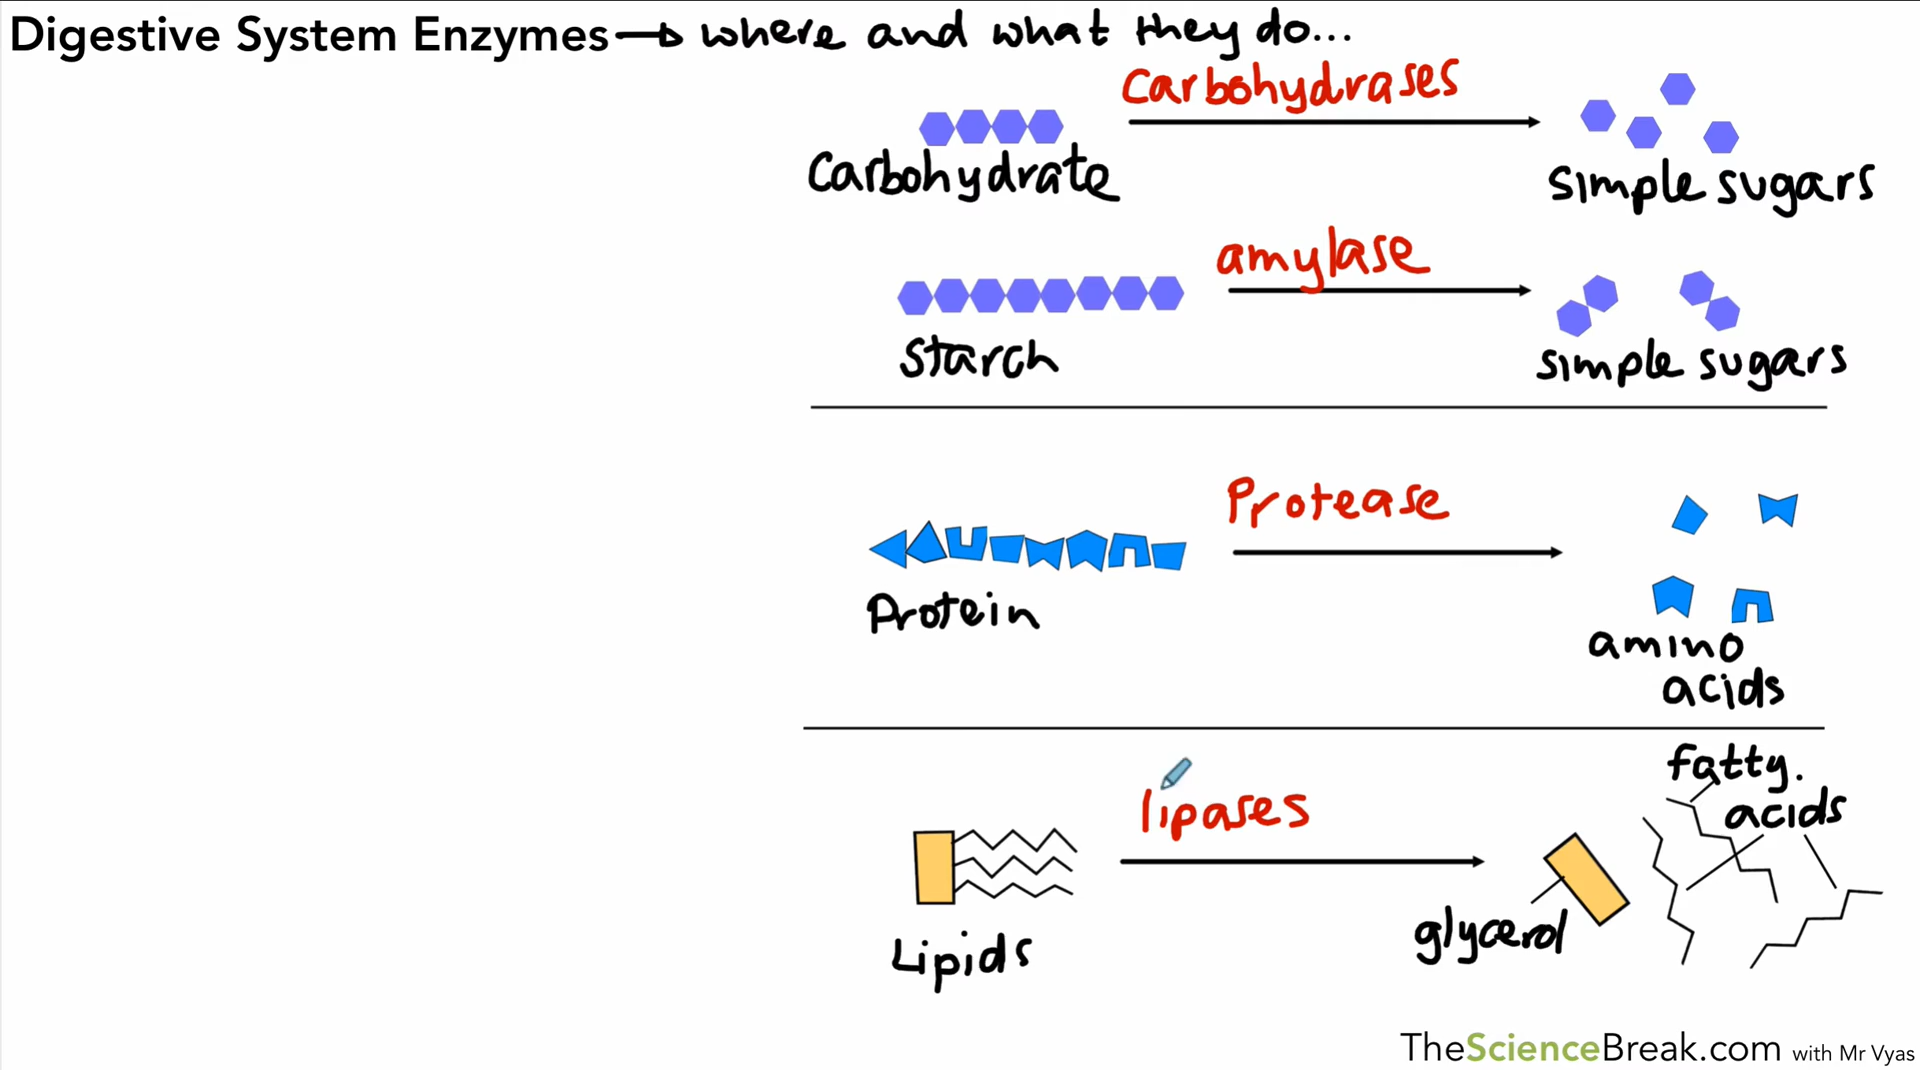 Digestive System Enzymes → where and what they do...
Carbohydrases
Carbohydrate
simple sugars
amylase
Starch
simple sugars
Protease
Protein
amino
acids
lipases
Lipids
fatty.
acids
glycerol
TheScienceBreak.com with Mr Vyas